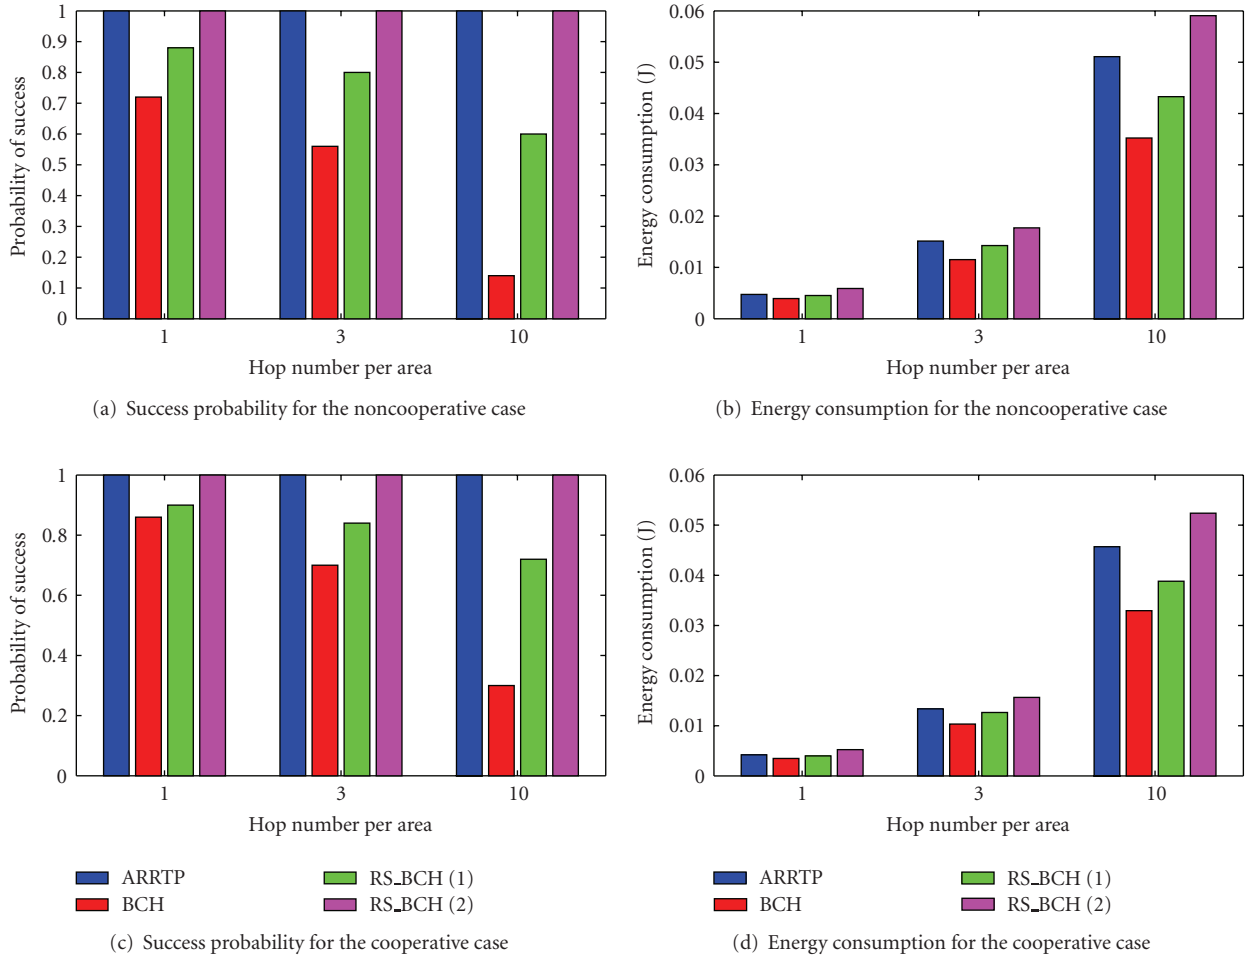 1
0.9
0.8
0.7
0.6
0.5
0.4
0.3
0.2
0.1
0
Probability of success
1 3 10
Hop number per area
(a) Success probability for the noncooperative case
0.06
0.05
0.04
0.03
0.02
0.01
0
Energy consumption (J)
1 3 10
Hop number per area
(b) Energy consumption for the noncooperative case
1
0.8
0.6
0.4
0.2
0
Probability of success
1 3 10
Hop number per area
ARRTP RS_BCH (1)
BCH RS_BCH (2)
(c) Success probability for the cooperative case
0.06
0.05
0.04
0.03
0.02
0.01
0
Energy consumption (J)
1 3 10
Hop number per area
ARRTP RS_BCH (1)
BCH RS_BCH (2)
(d) Energy consumption for the cooperative case